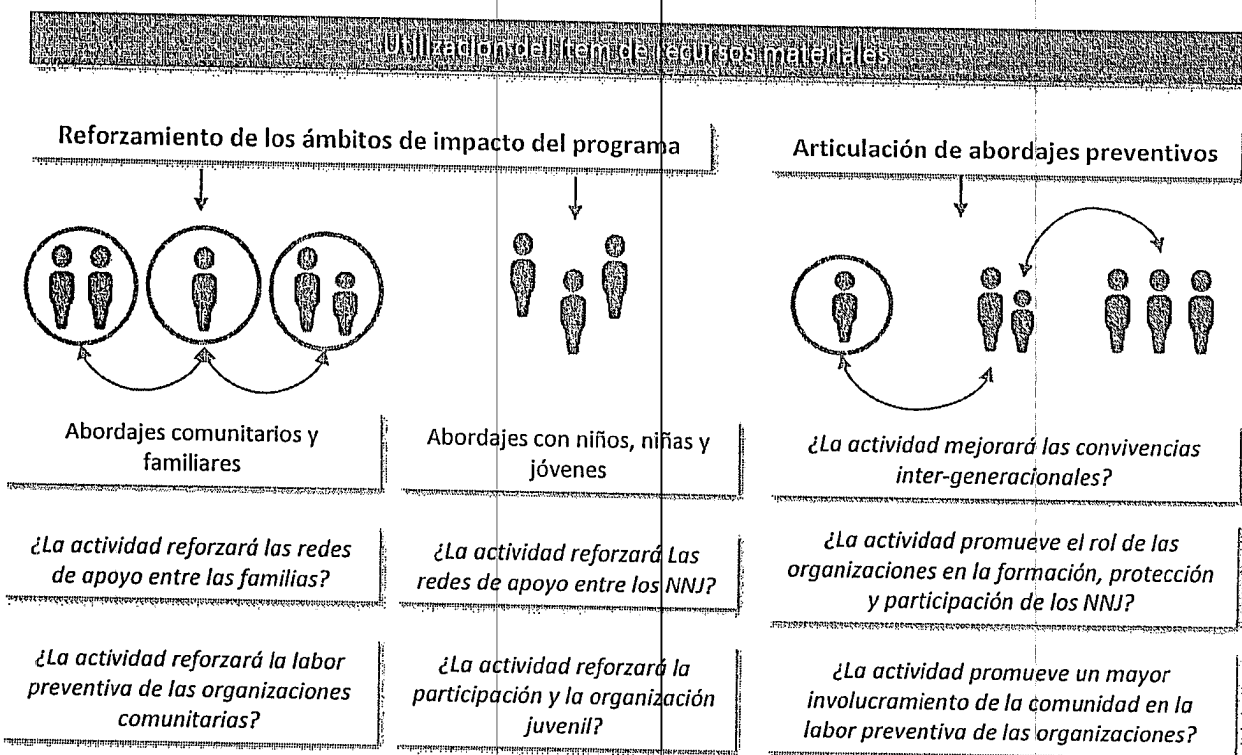 Utilización del ítem de recursos materiales
Reforzamiento de los ámbitos de impacto del programa
Articulación de abordajes preventivos
Abordajes comunitarios y
familiares
¿La actividad reforzará las redes
de apoyo entre las familias?
¿La actividad reforzará la labor
preventiva de las organizaciones
comunitarias?
Abordajes con niños, niñas y
jóvenes
¿La actividad reforzará Las
redes de apoyo entre los NNJ?
¿La actividad reforzará la
participación y la organización
juvenil?
¿La actividad mejorará las convivencias
inter-generacionales?
¿La actividad promueve el rol de las
organizaciones en la formación, protección
y participación de los NNJ?
¿La actividad promueve un mayor
involucramiento de la comunidad en la
labor preventiva de las organizaciones?